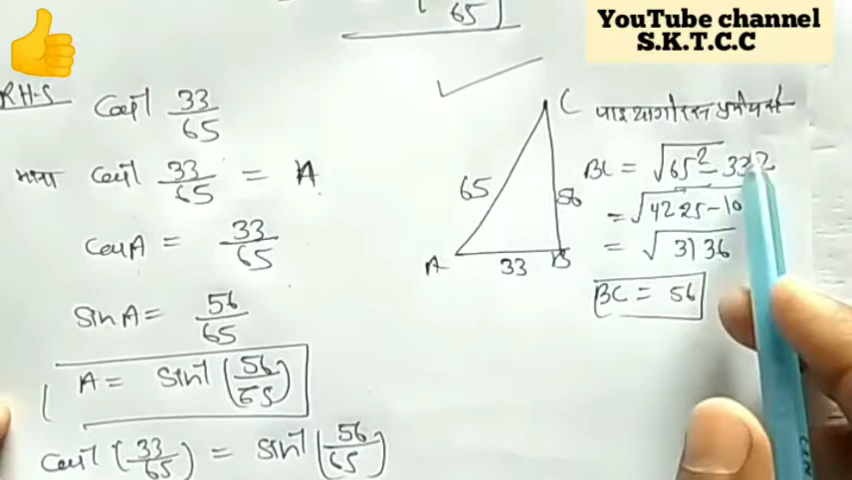 65
YouTube channel
S.K.T.C.C
RHS cos⁻¹ 33/65
माना cos⁻¹ 33/65 = A
cosA = 33/65
sinA = 56/65
A = sin⁻¹ (56/65)
cos⁻¹ (33/65) = sin⁻¹ (56/65)
C
65
56
A
33
B
पाइथागोरस प्रमेय से
BC = √65² - 33²
= √4225 - 10
= √3136
BC = 56